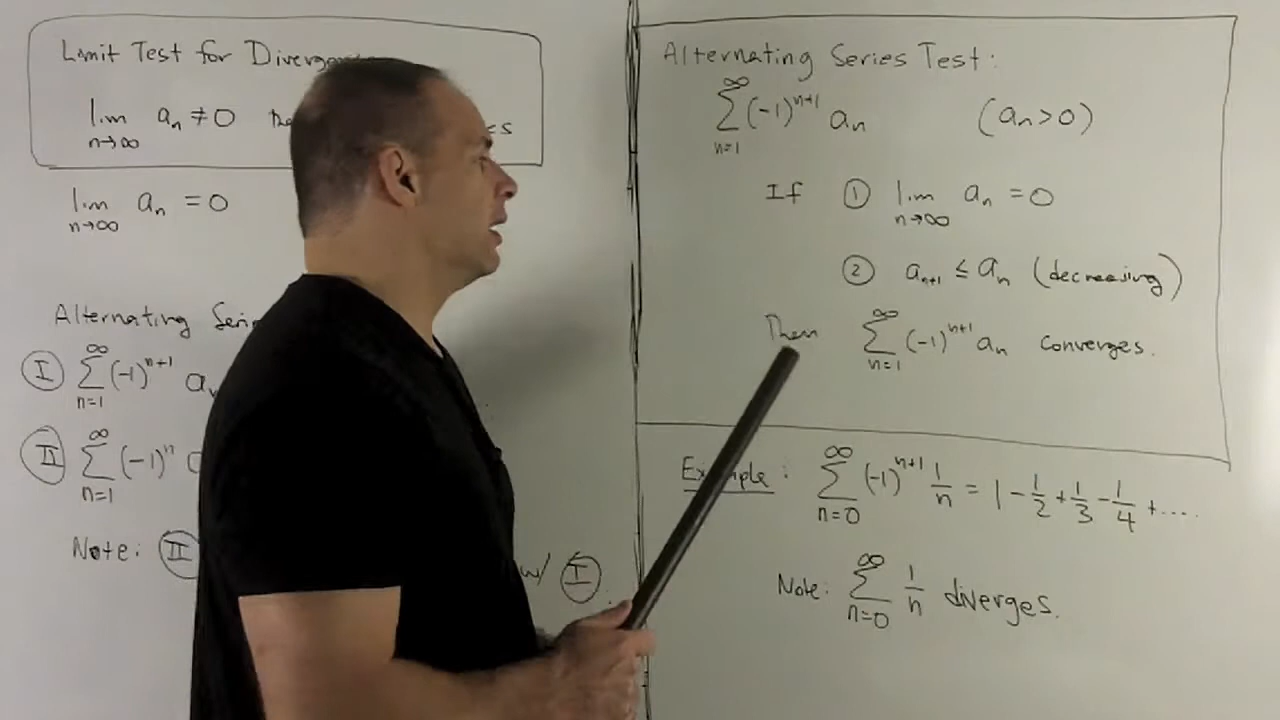 Limit Test for
lim n→∞ an ≠ 0
lim n→∞ an = 0
Alternating
Ⓘ ∑ n=1 ∞ (-1)^n+1 a
Ⓘⓘ ∑ n=1 ∞ (-1)^n
Note: Ⓘⓘ
w/ Ⓘ
Alternating Series Test:
∑ n=1 ∞ (-1)^n+1 an (an>0)
If ① lim n→∞ an = 0
② an+1 ≤ an (decreasing)
Then ∑ n=1 ∞ (-1)^n+1 an converges.
: ∑ n=0 ∞ (-1)^n+1 1/n = 1 - 1/2 + 1/3 - 1/4 + ....
Note: ∑ n=0 ∞ 1/n diverges.